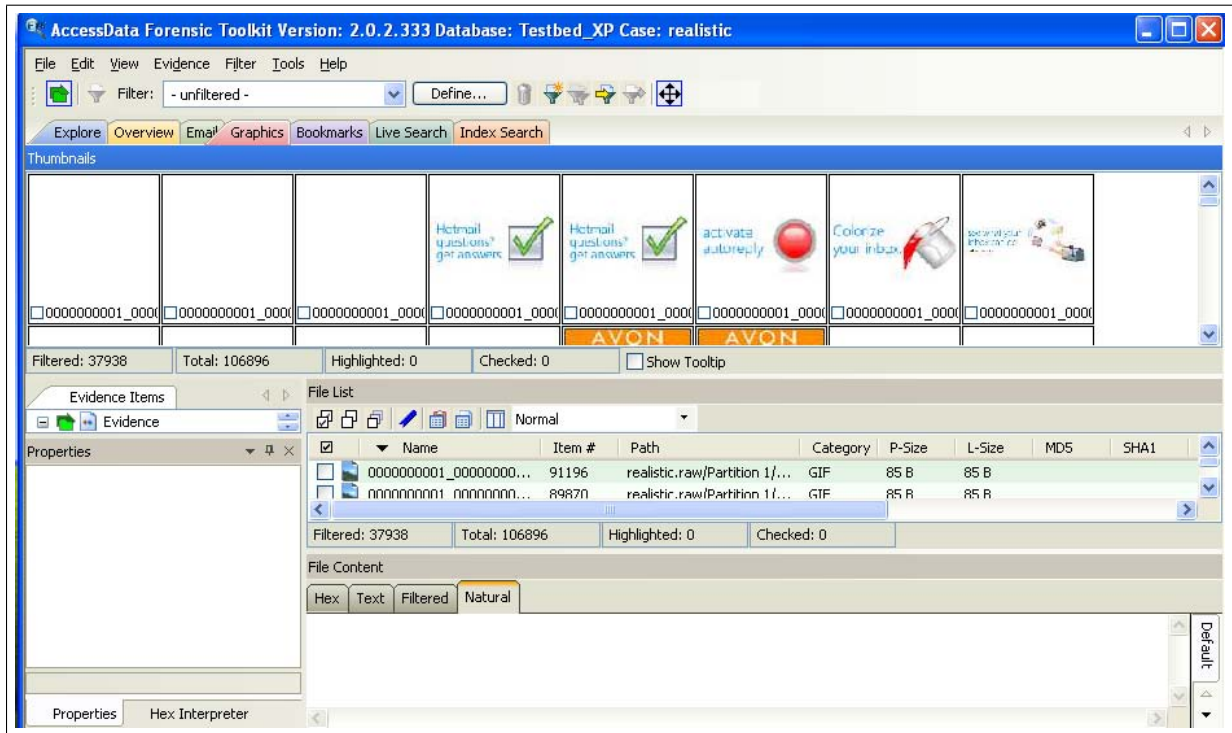 AccessData Forensic Toolkit Version: 2.0.2.333 Database: Testbed_XP Case: realistic
File Edit View Evidence Filter Tools Help
Filter: - unfiltered - Define...
Explore Overview Email Graphics Bookmarks Live Search Index Search
Thumbnails
Hotmail questions? get answers
Hotmail questions? get answers
activate autoreply
Colorize your inbox.
0000000001_000 0000000001_000 0000000001_000 0000000001_000 0000000001_000 0000000001_000 0000000001_000 0000000001_000
AVON AVON
Filtered: 37938 Total: 106896 Highlighted: 0 Checked: 0 Show Tooltip
Evidence Items
Evidence
Properties
File List
Normal
Name Item # Path Category P-Size L-Size MD5 SHA1
0000000001_00000000... 91196 realistic.raw/Partition 1/... GIF 85 B 85 B
0000000001_00000000... 89870 realistic.raw/Partition 1/... GIF 85 B 85 B
Filtered: 37938 Total: 106896 Highlighted: 0 Checked: 0
File Content
Hex Text Filtered Natural
Default
Properties Hex Interpreter